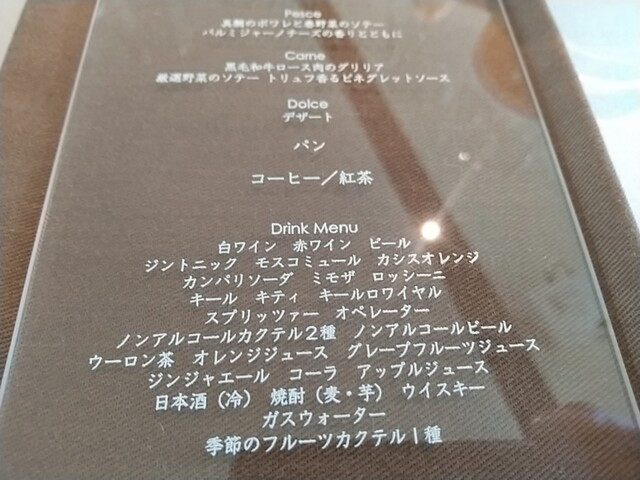 Pesce
真鯛のポワレと春野菜のソテー
パルミジャーノチーズの香りとともに
Carne
黒毛和牛ロース肉のグリリア
厳選野菜のソテー トリュフ香るビネグレットソース
Dolce
デザート
パン
コーヒー／紅茶
Drink Menu
白ワイン 赤ワイン ビール
ジントニック モスコミュール カシスオレンジ
カンパリソーダ ミモザ ロッシーニ
キール キティ キールロワイヤル
スプリッツァー オペレーター
ノンアルコールカクテル2種 ノンアルコールビール
ウーロン茶 オレンジジュース グレープフルーツジュース
ジンジャエール コーラ アップルジュース
日本酒（冷） 焼酎（麦・芋） ウイスキー
ガスウォーター
季節のフルーツカクテル1種